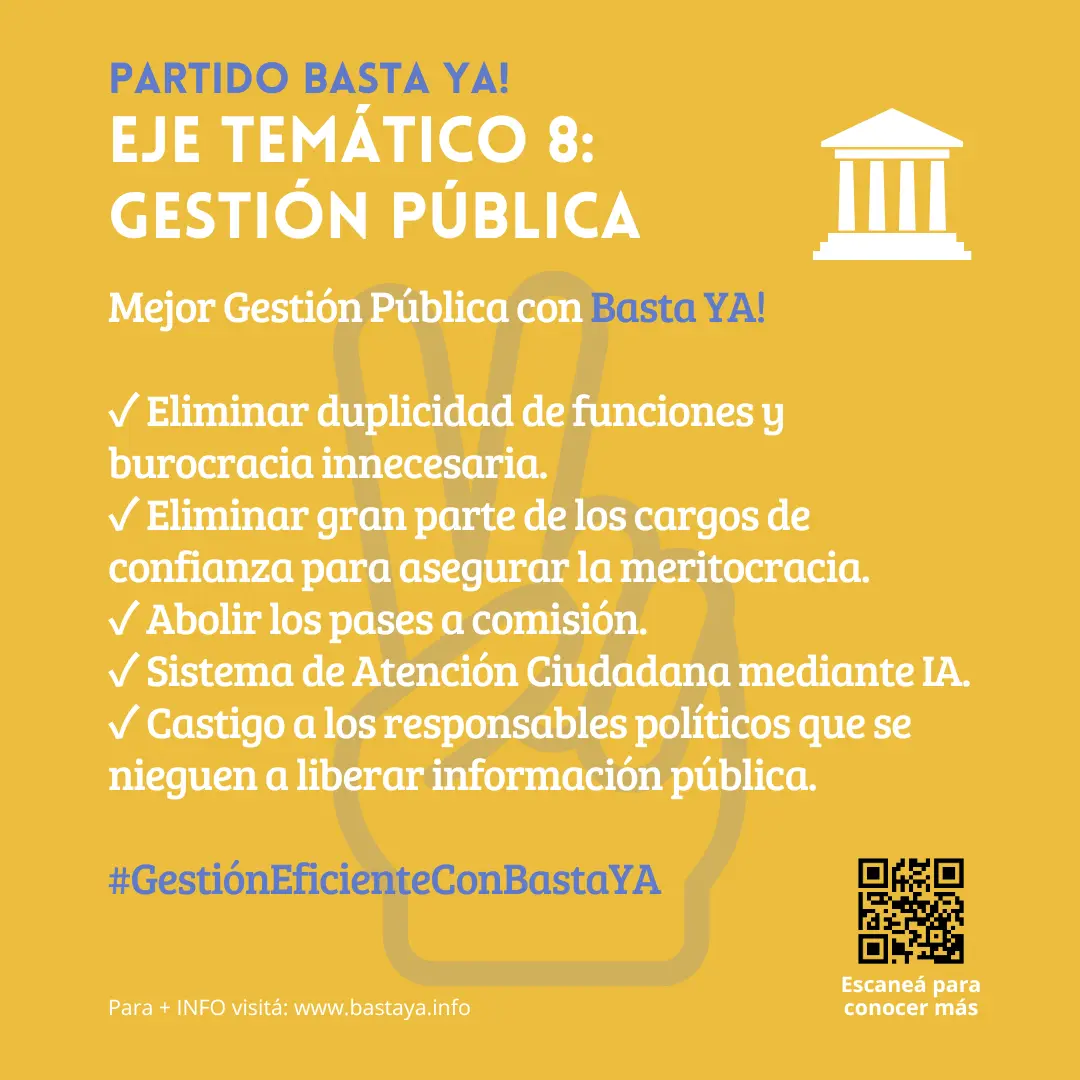 PARTIDO BASTA YA!
EJE TEMÁTICO 8:
GESTIÓN PÚBLICA
Mejor Gestión Pública con Basta YA!
✓ Eliminar duplicidad de funciones y
burocracia innecesaria.
✓ Eliminar gran parte de los cargos de
confianza para asegurar la meritocracia.
✓ Abolir los pases a comisión.
✓ Sistema de Atención Ciudadana mediante IA.
✓ Castigo a los responsables políticos que se
nieguen a liberar información pública.
#GestiónEficienteConBastaYA
Para + INFO visitá: www.bastaya.info
Escaneá para
conocer más